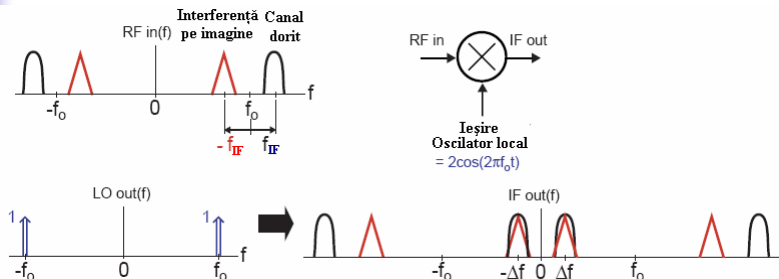 RF in(f)
Interferență
pe imagine
Canal
dorit
-fo 0 fo f
- fIF fIF
RF in IF out
Ieşire
Oscilator local
= 2cos(2πfot)
LO out(f)
1 1
-fo 0 fo f
IF out(f)
-fo -Δf 0 Δf fo f